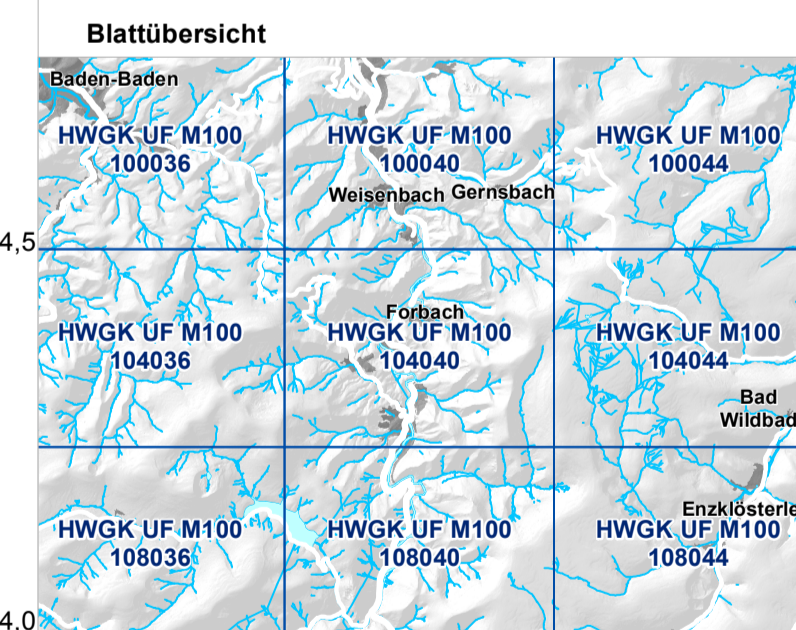 Blattübersicht
Baden-Baden
HWGK UF M100
100036
HWGK UF M100
100040
HWGK UF M100
100044
Weisenbach
Gernsbach
4,5
Forbach
HWGK UF M100
104036
HWGK UF M100
104040
HWGK UF M100
104044
Bad
Wildbad
Enzklösterle
HWGK UF M100
108036
HWGK UF M100
108040
HWGK UF M100
108044
4.0